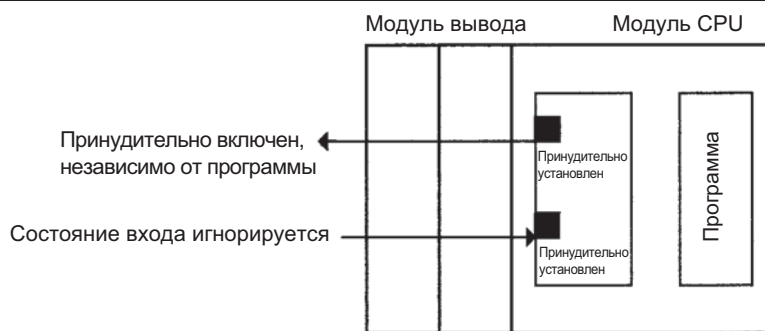 Модуль вывода
Модуль CPU
Принудительно включен,
независимо от программы
Принудительно
установлен
Программа
Состояние входа игнорируется
Принудительно
установлен